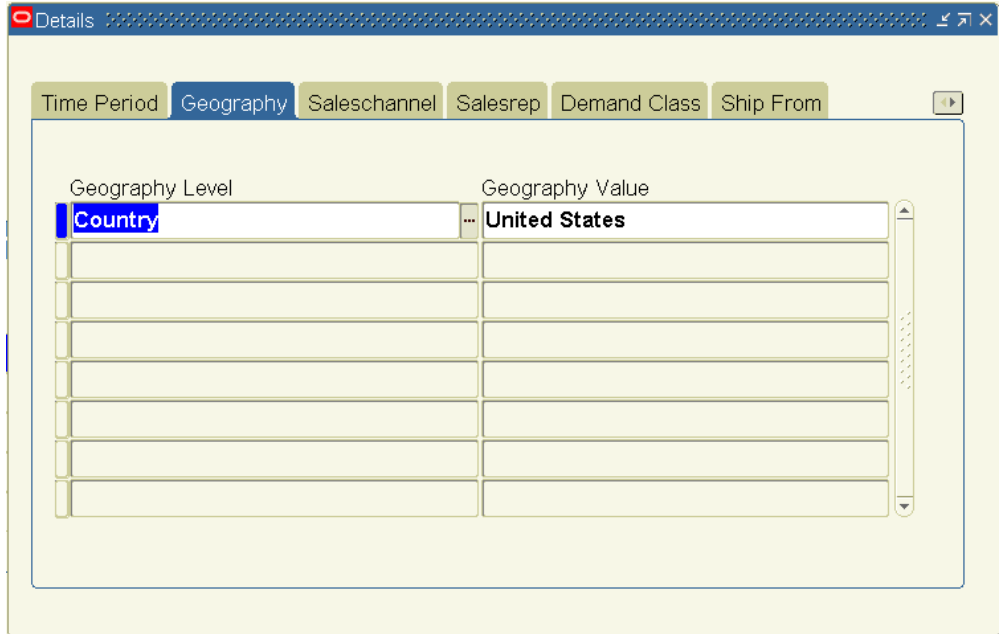 Details
Time Period Geography Saleschannel Salesrep Demand Class Ship From
Geography Level Geography Value
Country ... United States